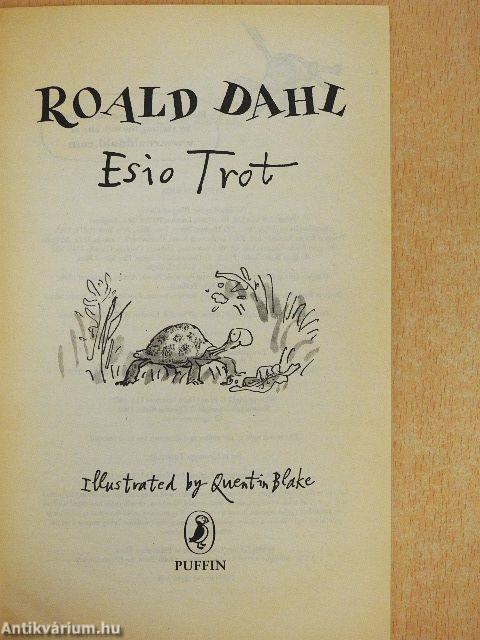 ROALD DAHL
Esio Trot
Illustrated by Quentin Blake
PUFFIN
Antikvárium.hu